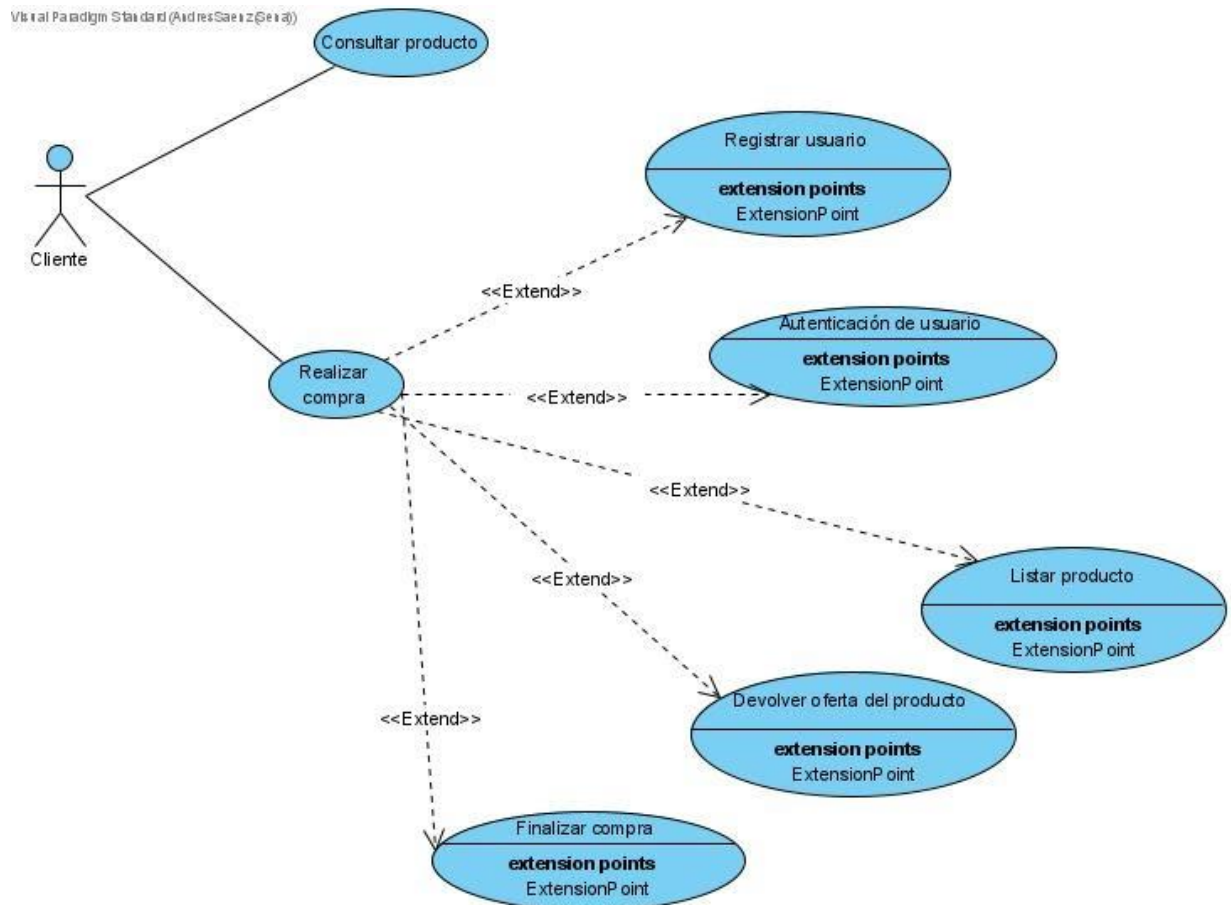 Visual Paradigm Standard (Andres Saenz(Sena))
Consultar producto
Registrar usuario
extension points
ExtensionPoint
Cliente
<<Extend>>
Autenticación de usuario
extension points
ExtensionPoint
Realizar
compra
<<Extend>>
<<Extend>>
Listar producto
extension points
ExtensionPoint
<<Extend>>
Devolver oferta del producto
extension points
ExtensionPoint
<<Extend>>
Finalizar compra
extension points
ExtensionPoint